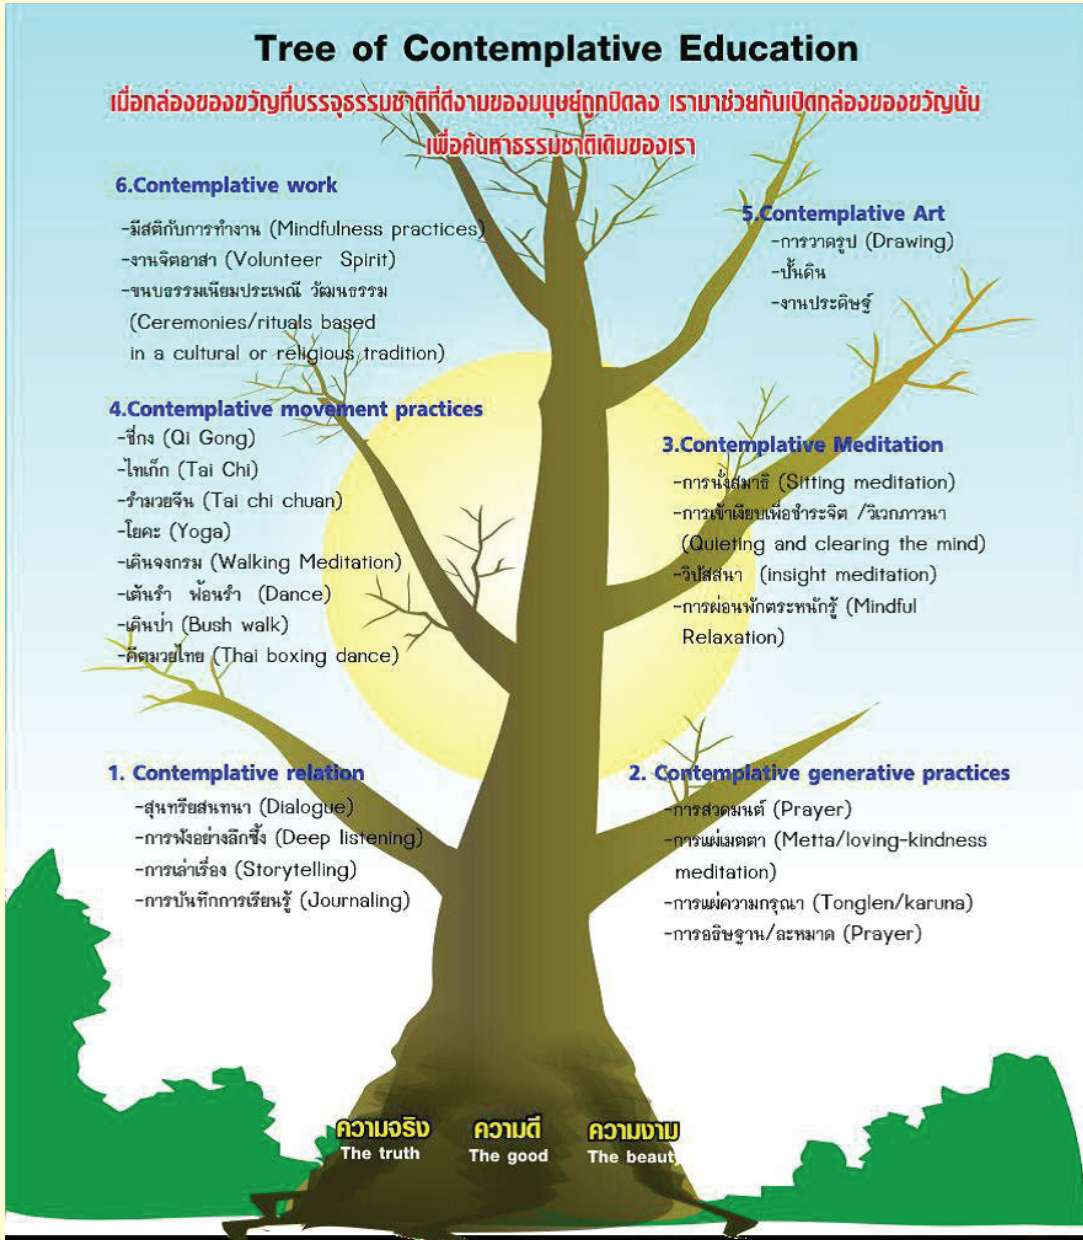 Tree of Contemplative Education
เมื่อกล่องของขวัญที่บรรจุธรรมชาติที่ดีงามของมนุษย์ถูกปิดลง เรามาช่วยกันเปิดกล่องของขวัญนั้น
เพื่อค้นหาธรรมชาติเดิมของเรา
6.Contemplative work
-มีสติกับการทำงาน (Mindfulness practices)
-งานจิตอาสา (Volunteer Spirit)
-ขนบธรรมเนียมประเพณี วัฒนธรรม
(Ceremonies/rituals based
in a cultural or religious tradition)
5.Contemplative Art
-การวาดรูป (Drawing)
-ปั้นดิน
-งานประดิษฐ์
4.Contemplative movement practices
-ชี่กง (Qi Gong)
-ไทเก็ก (Tai Chi)
-รำมวยจีน (Tai chi chuan)
-โยคะ (Yoga)
-เดินจงกรม (Walking Meditation)
-เต้นรำ ฟ้อนรำ (Dance)
-เดินป่า (Bush walk)
-คีตมวยไทย (Thai boxing dance)
3.Contemplative Meditation
-การนั่งสมาธิ (Sitting meditation)
-การเข้าเงียบเพื่อชำระจิต /วิเวกภาวนา
(Quieting and clearing the mind)
-วิปัสสนา (insight meditation)
-การผ่อนพักตระหนักรู้ (Mindful
Relaxation)
1. Contemplative relation
-สุนทรียสนทนา (Dialogue)
-การฟังอย่างลึกซึ้ง (Deep listening)
-การเล่าเรื่อง (Storytelling)
-การบันทึกการเรียนรู้ (Journaling)
2. Contemplative generative practices
-การสวดมนต์ (Prayer)
-การแผ่เมตตา (Metta/loving-kindness
meditation)
-การแผ่ความกรุณา (Tonglen/karuna)
-การอธิษฐาน/ละหมาด (Prayer)
ความจริง ความดี ความงาม
The truth The good The beauty